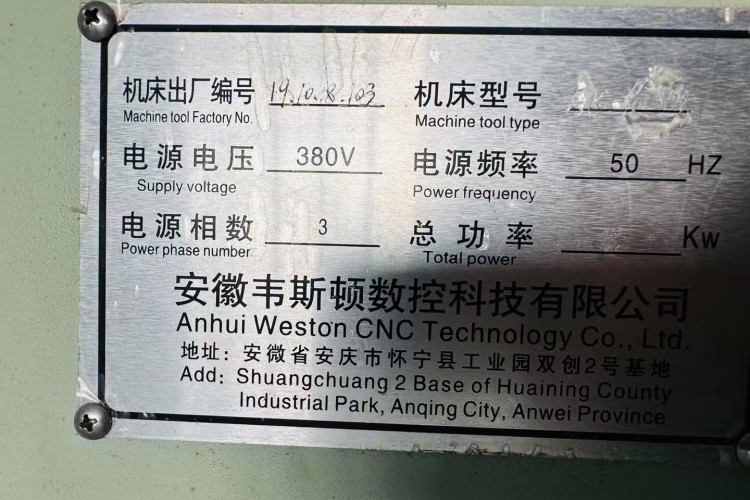 机床出厂编号 19.10.8.103 机床型号
Machine tool Factory No. Machine tool type
电源电压 380V 电源频率 50 HZ
Supply voltage Power frequency
电源相数 3 总功率 Kw
Power phase number Total power
安徽韦斯顿数控科技有限公司
Anhui Weston CNC Technology Co., Ltd.
地址：安微省安庆市怀宁县工业园双创2号基地
Add: Shuangchuang 2 Base of Huaining County
Industrial Park, Anqing City, Anwei Province